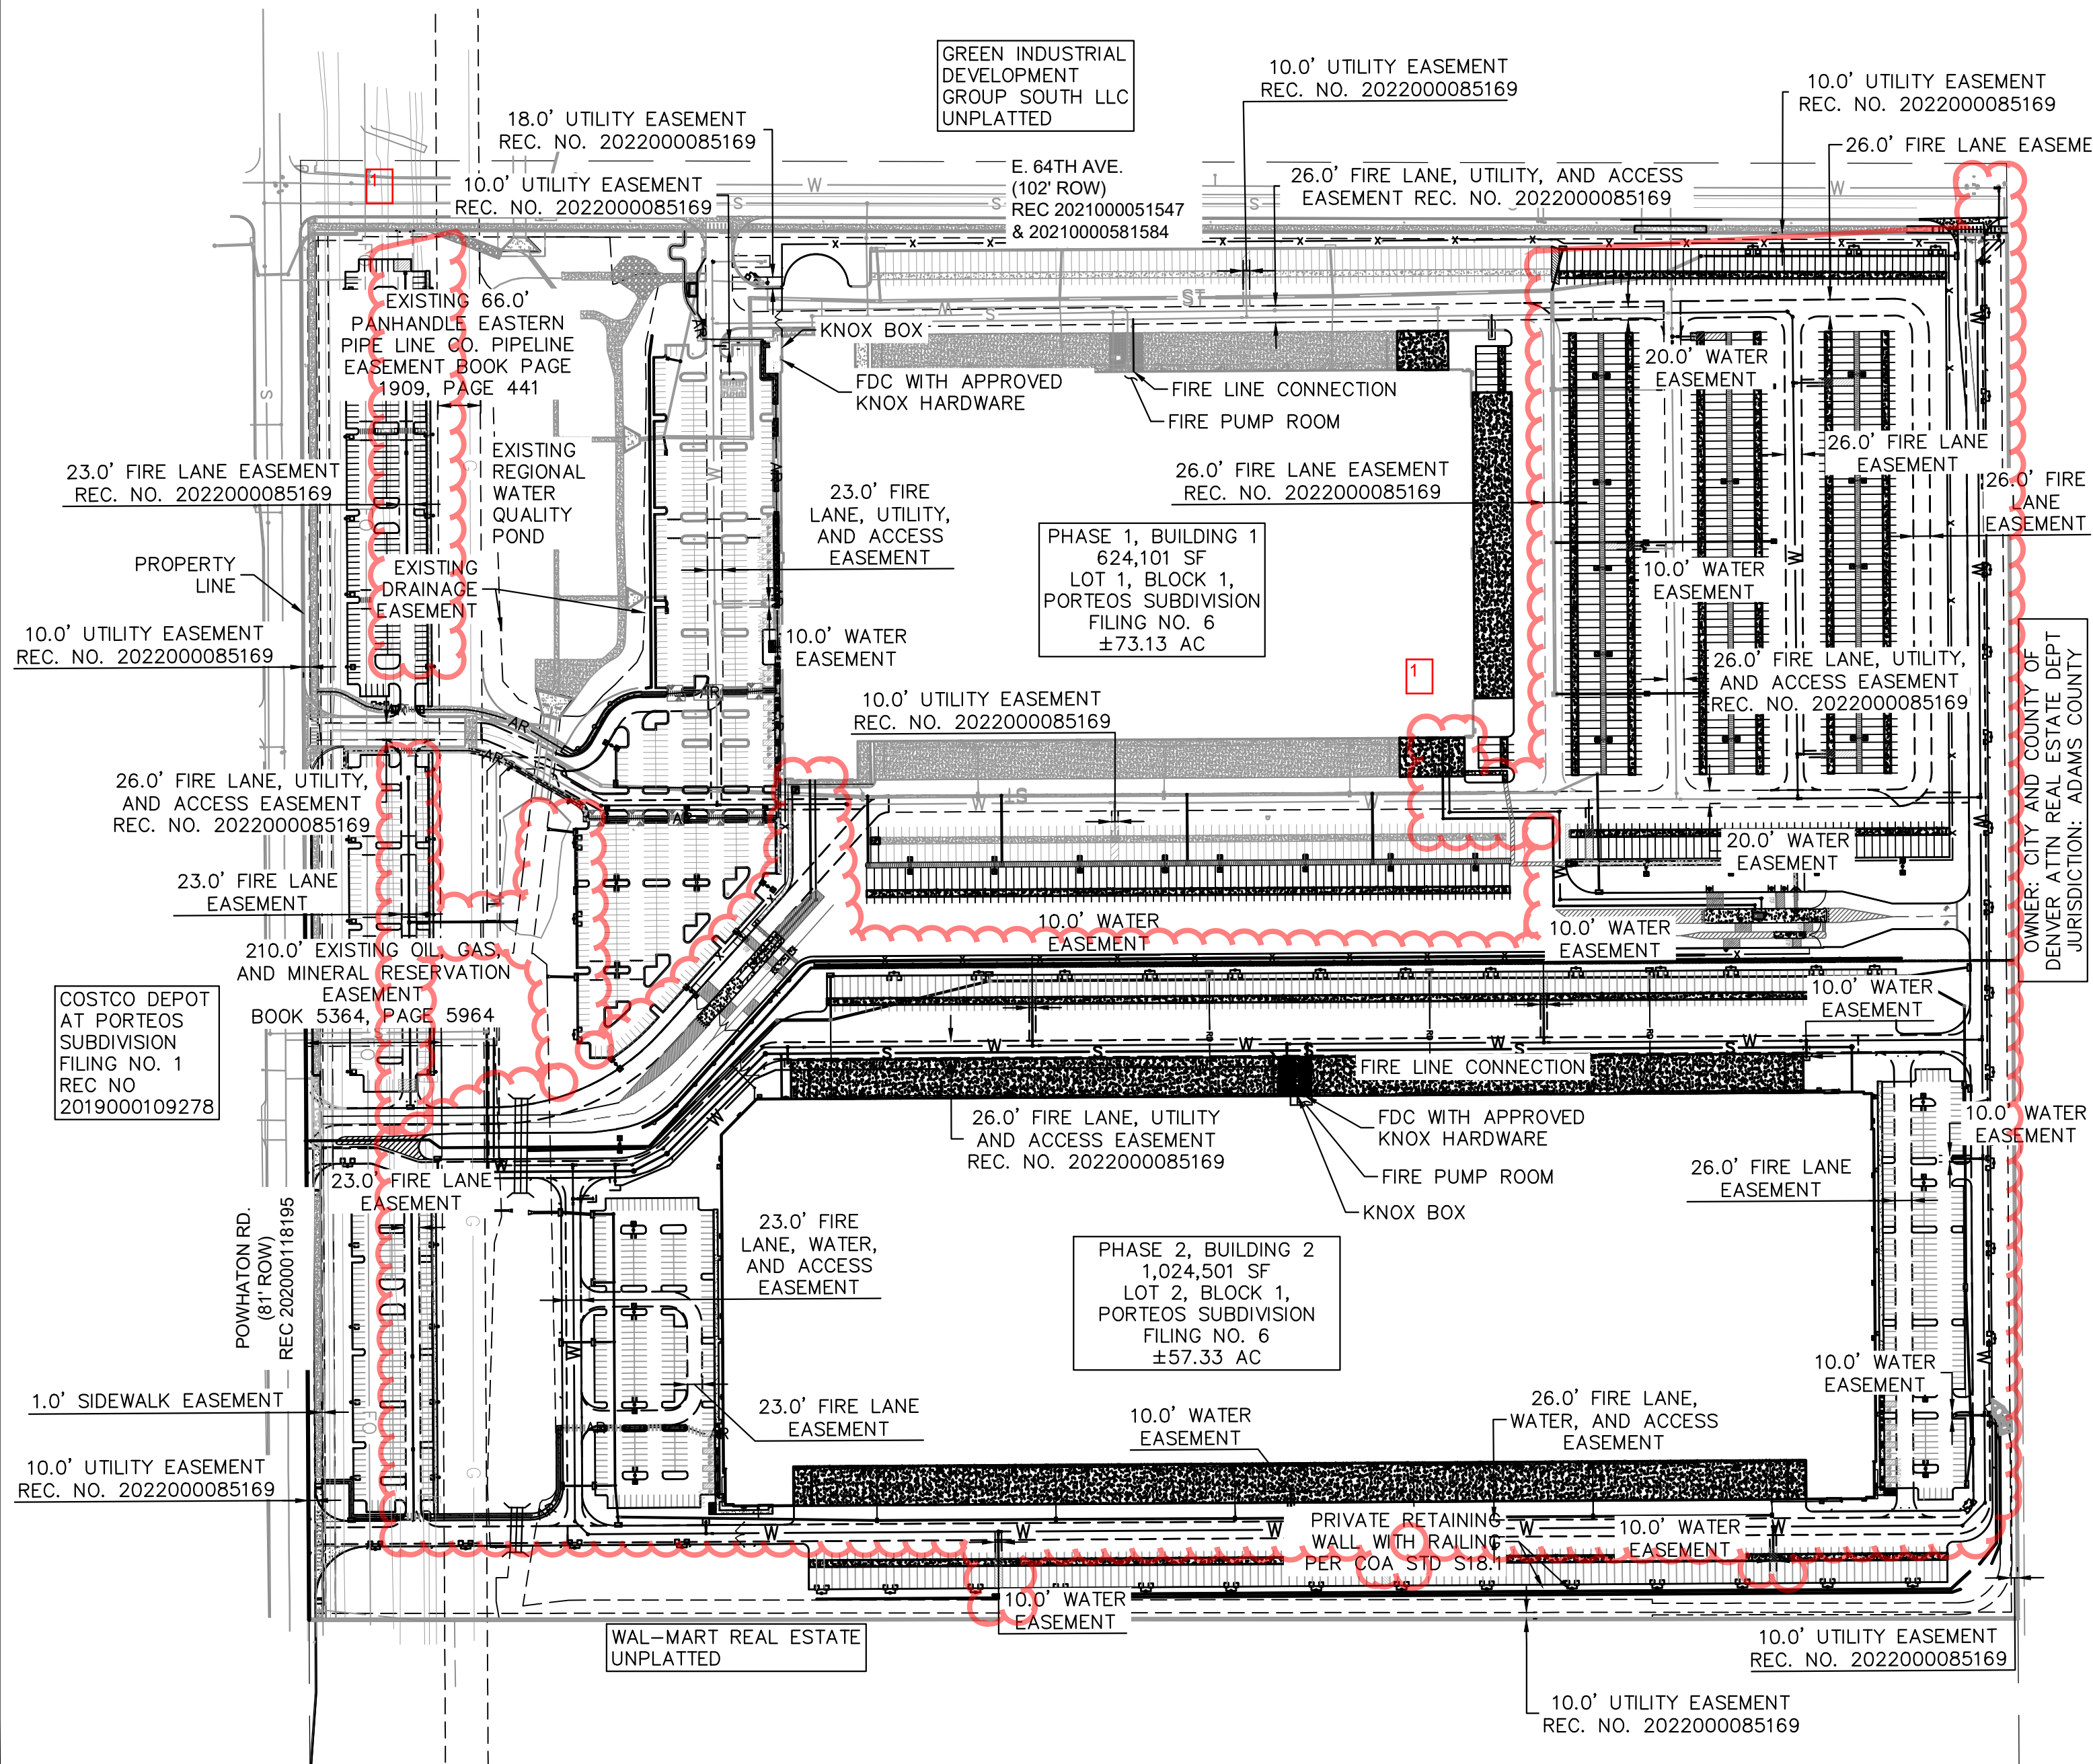 GREEN INDUSTRIAL
DEVELOPMENT
GROUP SOUTH LLC
UNPLATTED
10.0' UTILITY EASEMENT
REC. NO. 2022000085169
10.0' UTILITY EASEMENT
REC. NO. 2022000085169
18.0' UTILITY EASEMENT
REC. NO. 2022000085169
26.0' FIRE LANE EASEME
E. 64TH AVE.
(102' ROW)
REC 2021000051547
& 20210000581584
26.0' FIRE LANE, UTILITY, AND ACCESS
EASEMENT REC. NO. 2022000085169
1
10.0' UTILITY EASEMENT
REC. NO. 2022000085169
EXISTING 66.0'
PANHANDLE EASTERN
PIPE LINE CO. PIPELINE
EASEMENT BOOK PAGE
1909, PAGE 441
KNOX BOX
FDC WITH APPROVED
KNOX HARDWARE
FIRE LINE CONNECTION
FIRE PUMP ROOM
20.0' WATER
EASEMENT
23.0' FIRE LANE EASEMENT
REC. NO. 2022000085169
EXISTING
REGIONAL
WATER
QUALITY
POND
23.0' FIRE
LANE, UTILITY,
AND ACCESS
EASEMENT
26.0' FIRE LANE EASEMENT
REC. NO. 2022000085169
26.0' FIRE LANE
EASEMENT
26.0' FIRE
LANE
EASEMENT
PHASE 1, BUILDING 1
624,101 SF
LOT 1, BLOCK 1,
PORTEOS SUBDIVISION
FILING NO. 6
±73.13 AC
PROPERTY
LINE
EXISTING
DRAINAGE
EASEMENT
10.0' WATER
EASEMENT
10.0' UTILITY EASEMENT
REC. NO. 2022000085169
10.0' WATER
EASEMENT
1
26.0' FIRE LANE, UTILITY,
AND ACCESS EASEMENT
REC. NO. 2022000085169
OWNER: CITY AND COUNTY OF
DENVER ATTN REAL ESTATE DEPT
JURISDICTION: ADAMS COUNTY
10.0' UTILITY EASEMENT
REC. NO. 2022000085169
26.0' FIRE LANE, UTILITY,
AND ACCESS EASEMENT
REC. NO. 2022000085169
23.0' FIRE LANE
EASEMENT
20.0' WATER
EASEMENT
10.0' WATER
EASEMENT
10.0' WATER
EASEMENT
210.0' EXISTING OIL, GAS,
AND MINERAL RESERVATION
EASEMENT
BOOK 5364, PAGE 5964
COSTCO DEPOT
AT PORTEOS
SUBDIVISION
FILING NO. 1
REC NO
2019000109278
10.0' WATER
EASEMENT
FIRE LINE CONNECTION
26.0' FIRE LANE, UTILITY
AND ACCESS EASEMENT
REC. NO. 2022000085169
FDC WITH APPROVED
KNOX HARDWARE
FIRE PUMP ROOM
KNOX BOX
10.0' WATER
EASEMENT
26.0' FIRE LANE
EASEMENT
23.0' FIRE LANE
EASEMENT
POWHATON RD.
(81' ROW)
REC 202000118195
23.0' FIRE
LANE, WATER,
AND ACCESS
EASEMENT
PHASE 2, BUILDING 2
1,024,501 SF
LOT 2, BLOCK 1,
PORTEOS SUBDIVISION
FILING NO. 6
±57.33 AC
10.0' WATER
EASEMENT
1.0' SIDEWALK EASEMENT
23.0' FIRE LANE
EASEMENT
10.0' WATER
EASEMENT
26.0' FIRE LANE,
WATER, AND ACCESS
EASEMENT
10.0' UTILITY EASEMENT
REC. NO. 2022000085169
PRIVATE RETAINING
WALL WITH RAILING
PER COA STD S18.1
10.0' WATER
EASEMENT
10.0' WATER
EASEMENT
WAL-MART REAL ESTATE
UNPLATTED
10.0' UTILITY EASEMENT
REC. NO. 2022000085169
10.0' UTILITY EASEMENT
REC. NO. 2022000085169